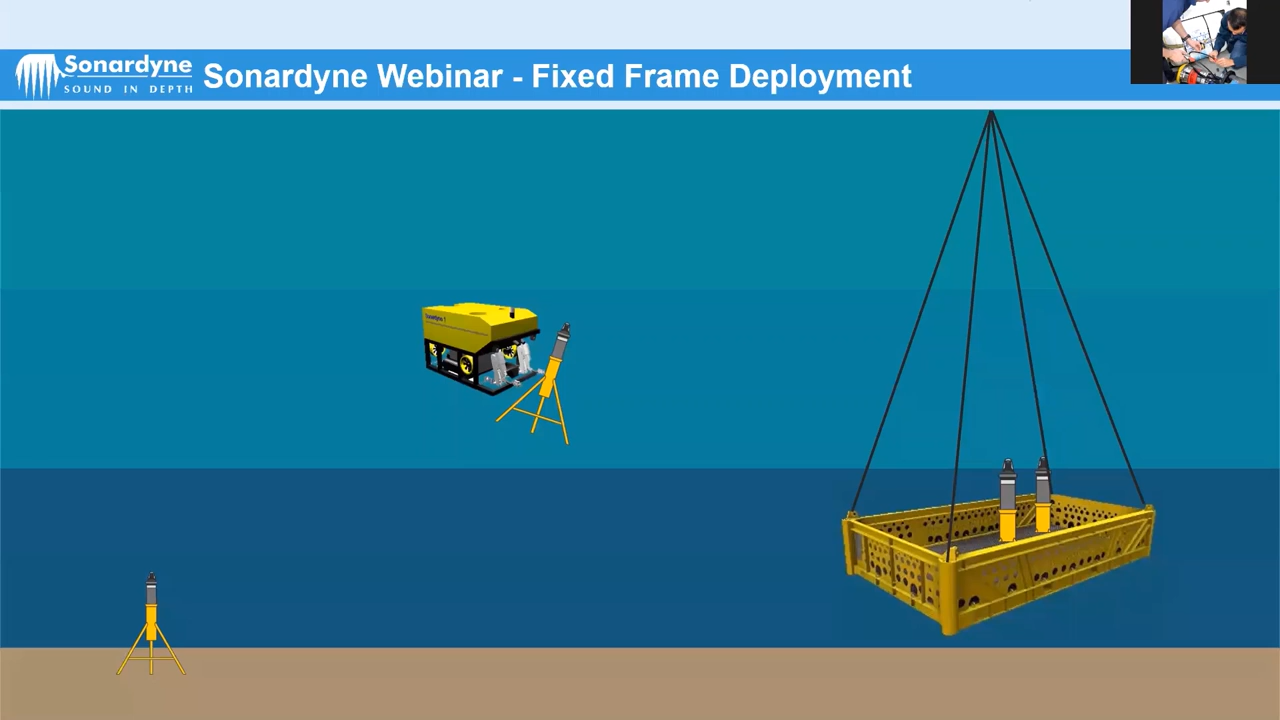 Sonardyne
SOUND IN DEPTH
Sonardyne Webinar - Fixed Frame Deployment